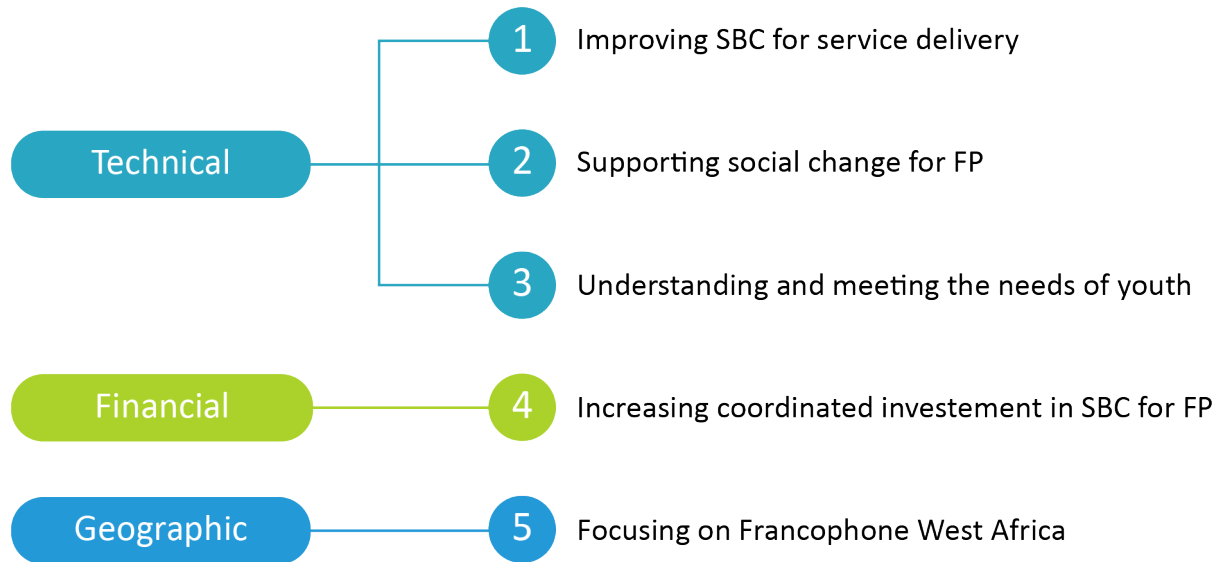 Technical
1 Improving SBC for service delivery
2 Supporting social change for FP
3 Understanding and meeting the needs of youth
Financial
4 Increasing coordinated investement in SBC for FP
Geographic
5 Focusing on Francophone West Africa